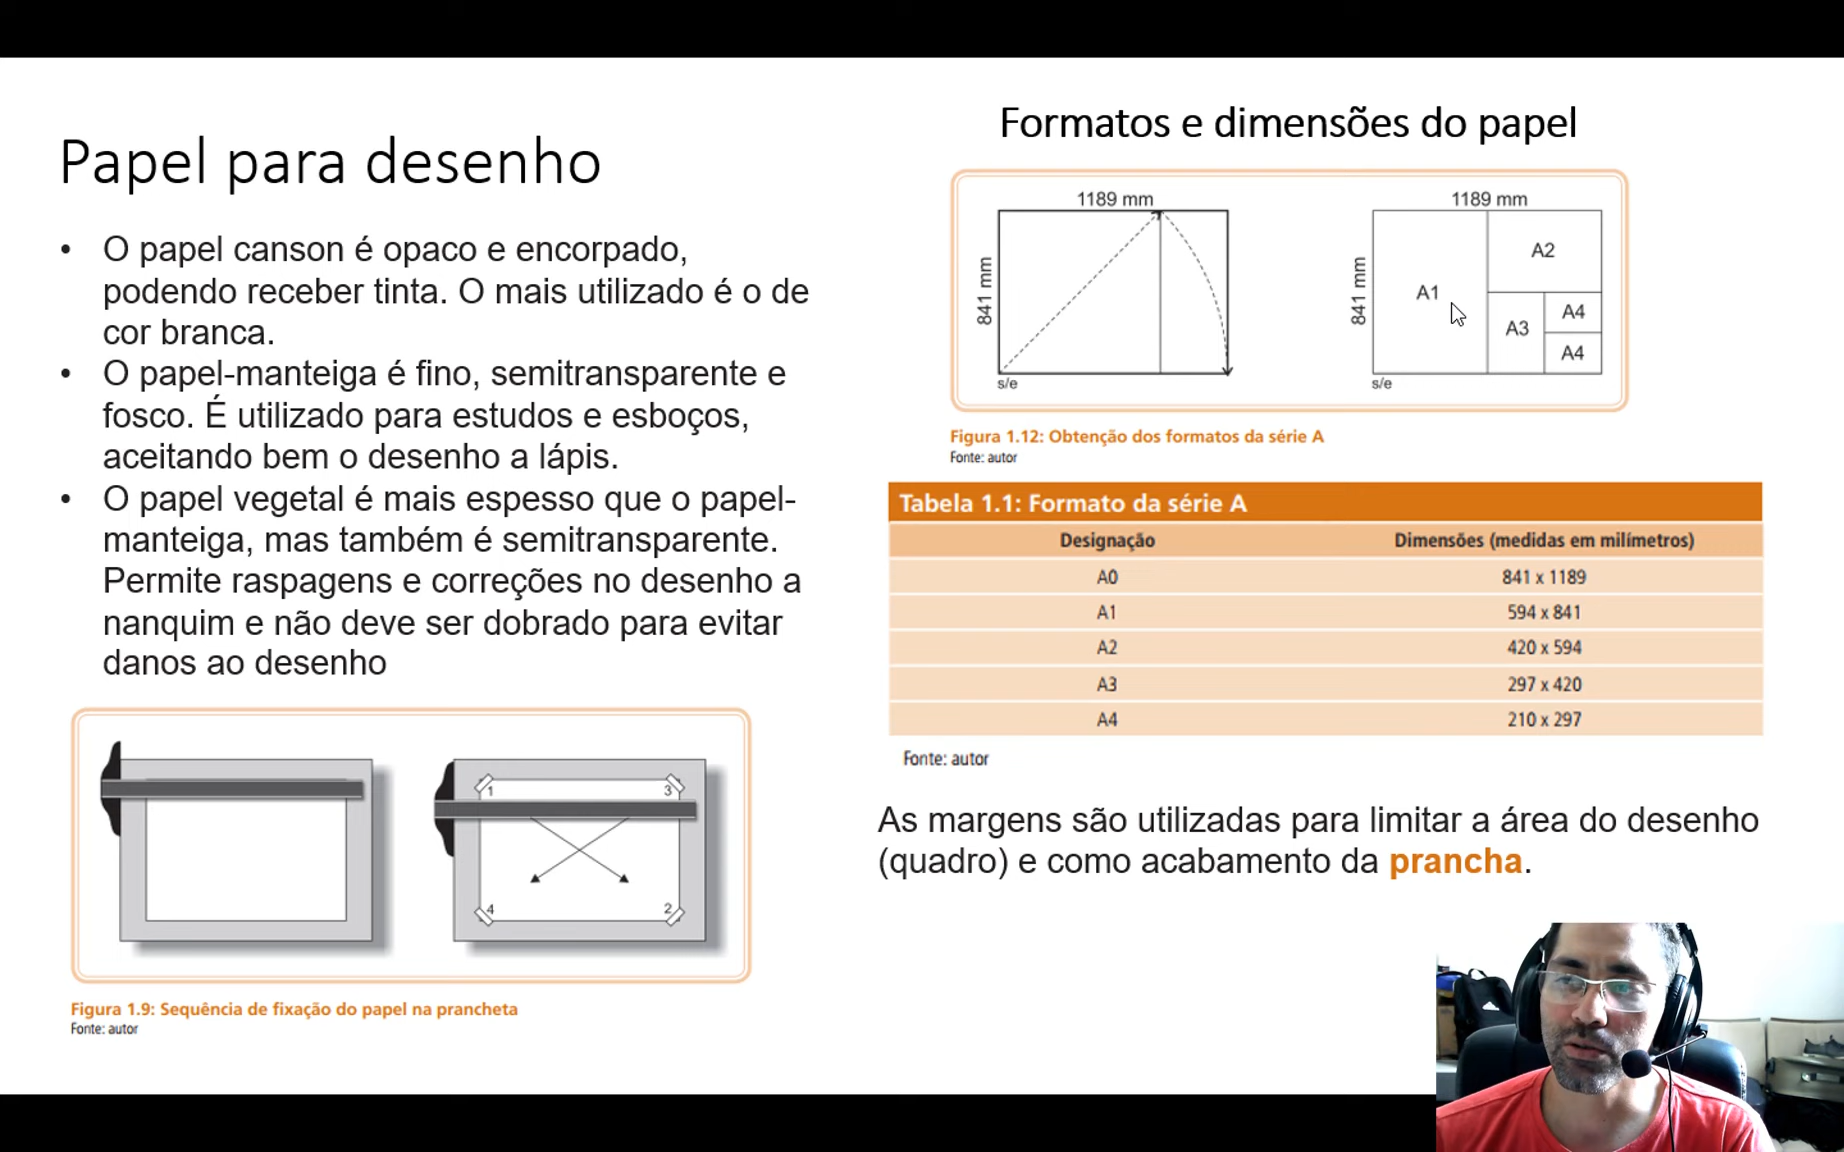 Papel para desenho
• O papel canson é opaco e encorpado,
podendo receber tinta. O mais utilizado é o de
cor branca.
• O papel-manteiga é fino, semitransparente e
fosco. É utilizado para estudos e esboços,
aceitando bem o desenho a lápis.
• O papel vegetal é mais espesso que o papel-
manteiga, mas também é semitransparente.
Permite raspagens e correções no desenho a
nanquim e não deve ser dobrado para evitar
danos ao desenho
1 3
4 2
Figura 1.9: Sequência de fixação do papel na prancheta
Fonte: autor
Formatos e dimensões do papel
1189 mm
841 mm
s/e
1189 mm
841 mm
A1
A2
A3
A4
A4
s/e
Figura 1.12: Obtenção dos formatos da série A
Fonte: autor
Tabela 1.1: Formato da série A
Designação Dimensões (medidas em milímetros)
A0 841 x 1189
A1 594 x 841
A2 420 x 594
A3 297 x 420
A4 210 x 297
Fonte: autor
As margens são utilizadas para limitar a área do desenho
(quadro) e como acabamento da prancha.